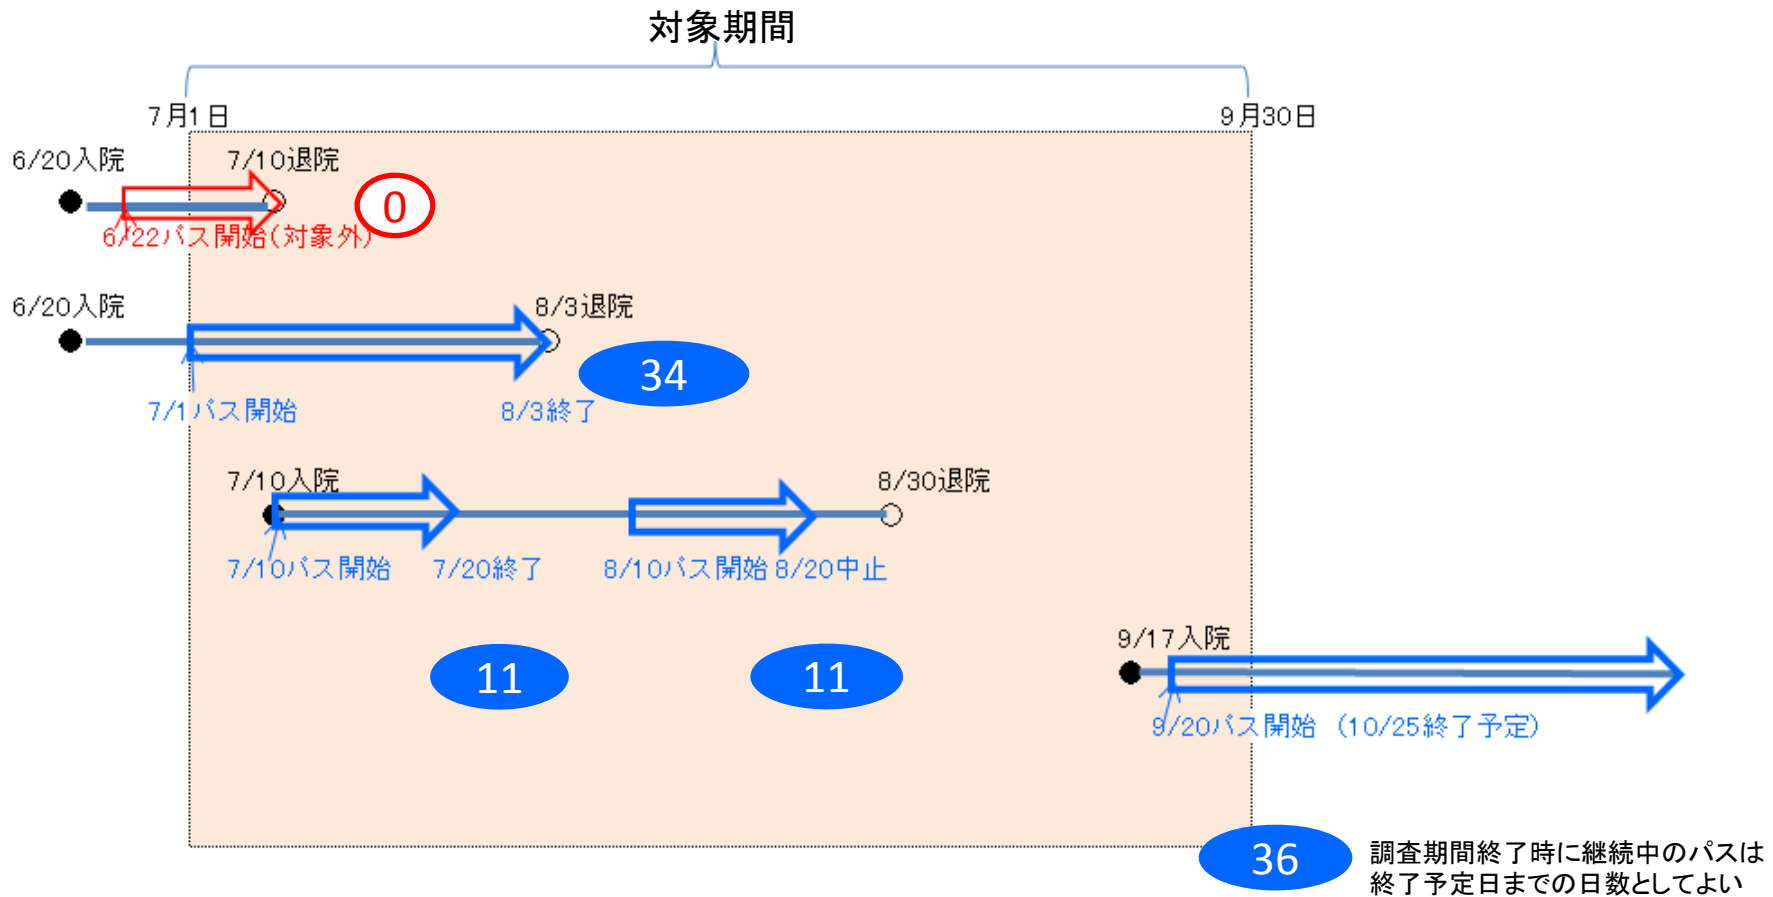 対象期間
7月1日
9月30日
6/20入院
7/10退院
0
6/22パス開始(対象外)
6/20入院
8/3退院
34
7/1パス開始
8/3終了
7/10入院
8/30退院
7/10パス開始
7/20終了
8/10パス開始
8/20中止
9/17入院
11
11
9/20パス開始 (10/25終了予定)
36
調査期間終了時に継続中のパスは
終了予定日までの日数としてよい